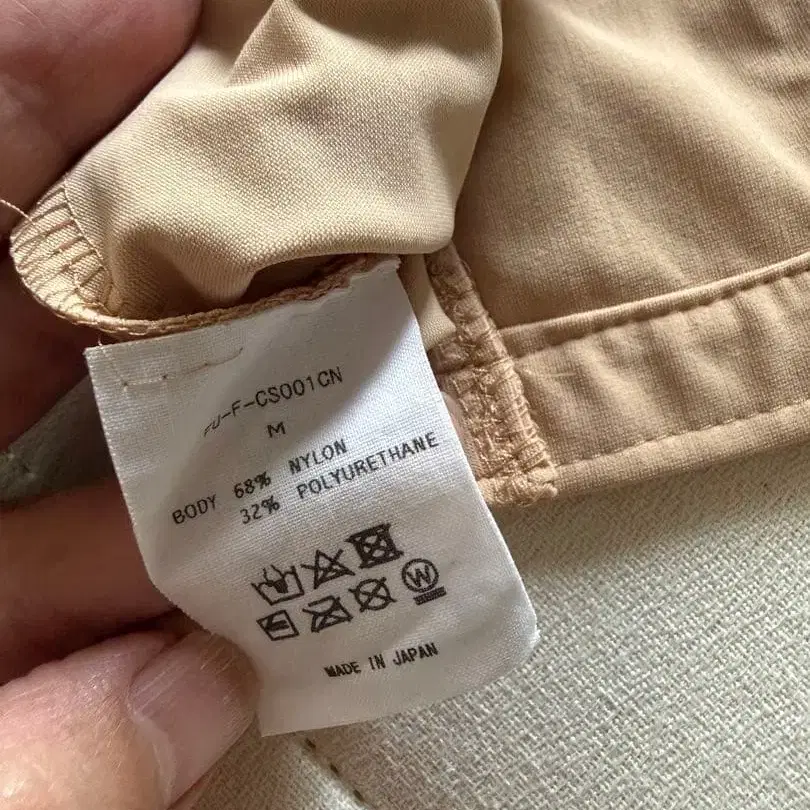 FU-F-CS001CN
M
BODY 68% NYLON
32% POLYURETHANE
W
MADE IN JAPAN